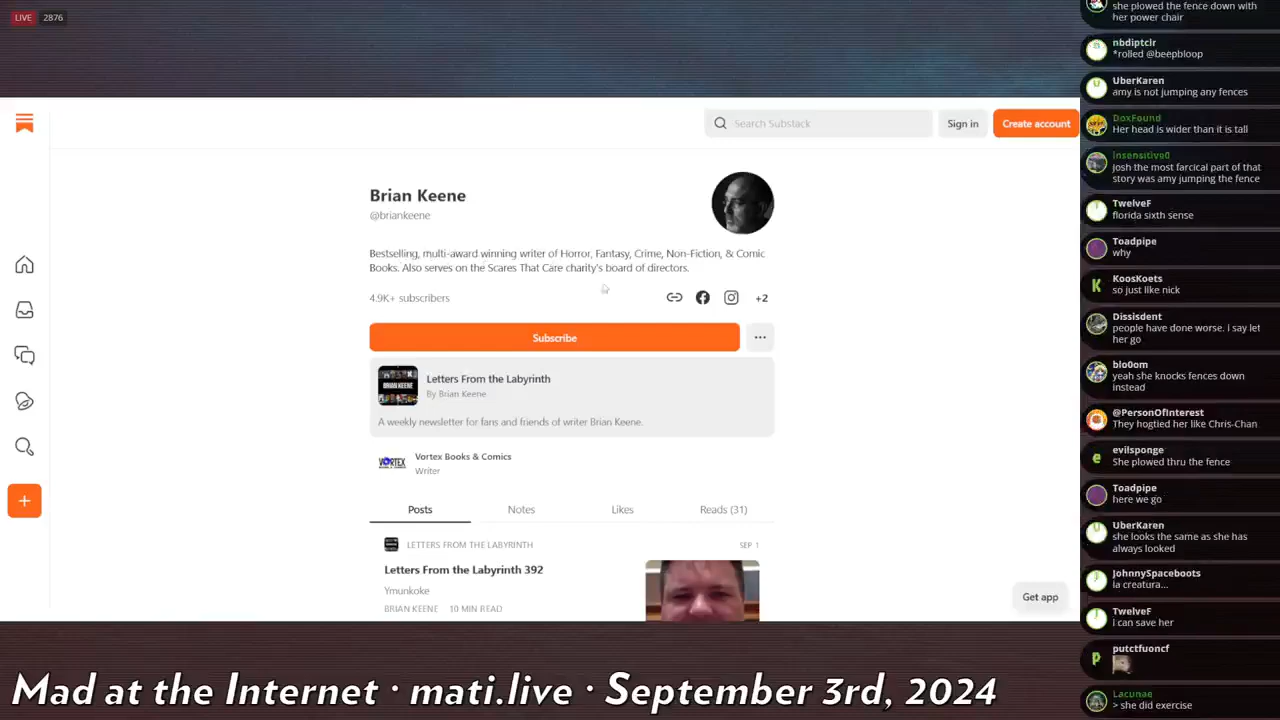 LIVE 2876
Search Substack
Sign in
Create account
Brian Keene
@briankeene
Bestselling, multi-award winning writer of Horror, Fantasy, Crime, Non-Fiction, & Comic
Books. Also serves on the Scares That Care charity's board of directors.
4.9K+ subscribers
+2
Subscribe
BRIAN KEENE
Letters From the Labyrinth
By Brian Keene
A weekly newsletter for fans and friends of writer Brian Keene.
VORTEX
Vortex Books & Comics
Writer
Posts
Notes
Likes
Reads (31)
LETTERS FROM THE LABYRINTH
SEP 1
Letters From the Labyrinth 392
Ymunkoke
BRIAN KEENE 10 MIN READ
Get app
she plowed the fence down with
her power chair
nbdiptclr
*rolled @beepbloop
UberKaren
amy is not jumping any fences
DoxFound
Her head is wider than it is tall
Insensitive0
josh the most farcical part of that
story was amy jumping the fence
TwelveF
florida sixth sense
Toadpipe
why
K
KoosKoets
so just like nick
Dissisdent
people have done worse. i say let
her go
blo0om
yeah she knocks fences down
instead
@PersonOfInterest
They hogtied her like Chris-Chan
e
evilsponge
She plowed thru the fence
Toadpipe
here we go
UberKaren
she looks the same as she has
always looked
JohnnySpaceboots
la creatura...
TwelveF
i can save her
p
putctfuoncf
Lacunae
> she did exercise
Mad at the Internet · mati.live · September 3rd, 2024